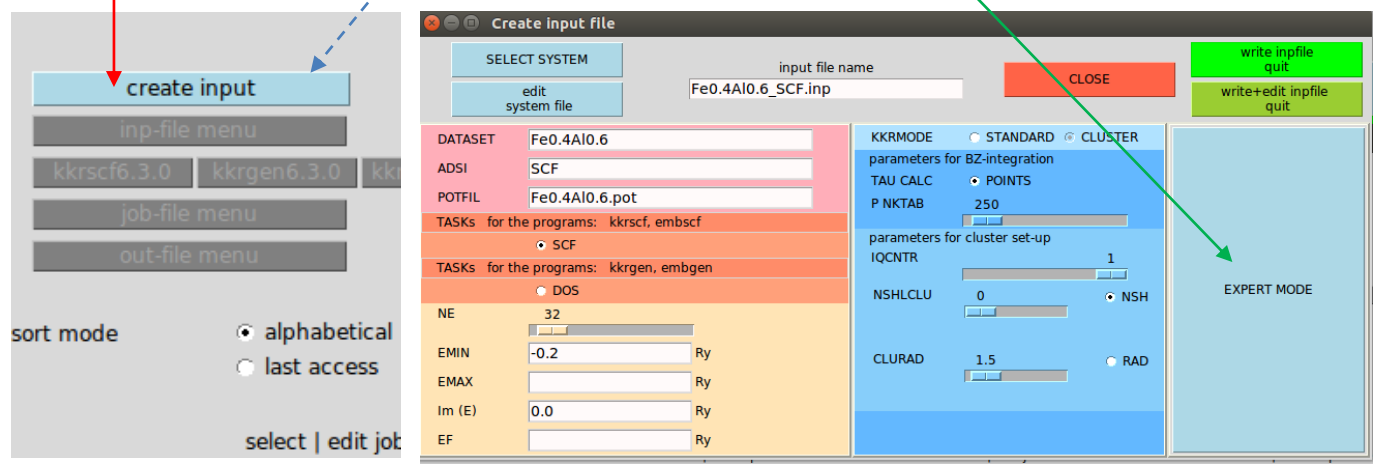 create input
inp-file menu
kkrscf6.3.0 kkrgen6.3.0 kkr
job-file menu
out-file menu
sort mode alphabetical
last access
select | edit job
Create input file
SELECT SYSTEM
edit
system file
input file name
Fe0.4Al0.6_SCF.inp
CLOSE
write inpfile
quit
write+edit inpfile
quit
DATASET Fe0.4Al0.6
ADSI SCF
POTFIL Fe0.4Al0.6.pot
TASKs for the programs: kkrscf, embscf
SCF
TASKs for the programs: kkrgen, embgen
DOS
NE 32
EMIN -0.2 Ry
EMAX Ry
Im (E) 0.0 Ry
EF Ry
KKRMODE STANDARD CLUSTER
parameters for BZ-integration
TAU CALC POINTS
P NKTAB 250
parameters for cluster set-up
IQCNTR 1
NSHLCLU 0 NSH
CLURAD 1.5 RAD
EXPERT MODE